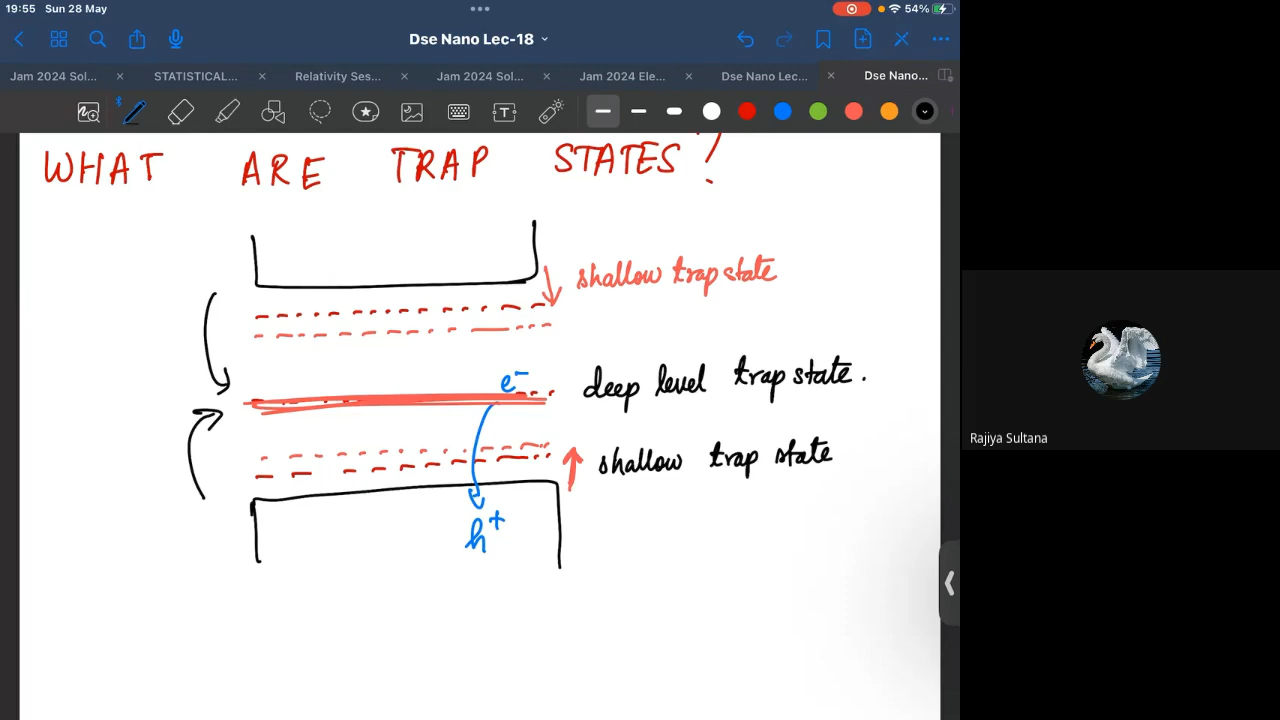 19:55 Sun 28 May
54%
Dse Nano Lec-18
Jam 2024 Sol...
STATISTICAL...
Relativity Ses...
Jam 2024 Sol...
Jam 2024 Ele...
Dse Nano Lec...
Dse Nano...
WHAT ARE TRAP STATES?
shallow trap state
e-
deep level trap state.
shallow trap state
h+
Rajiya Sultana